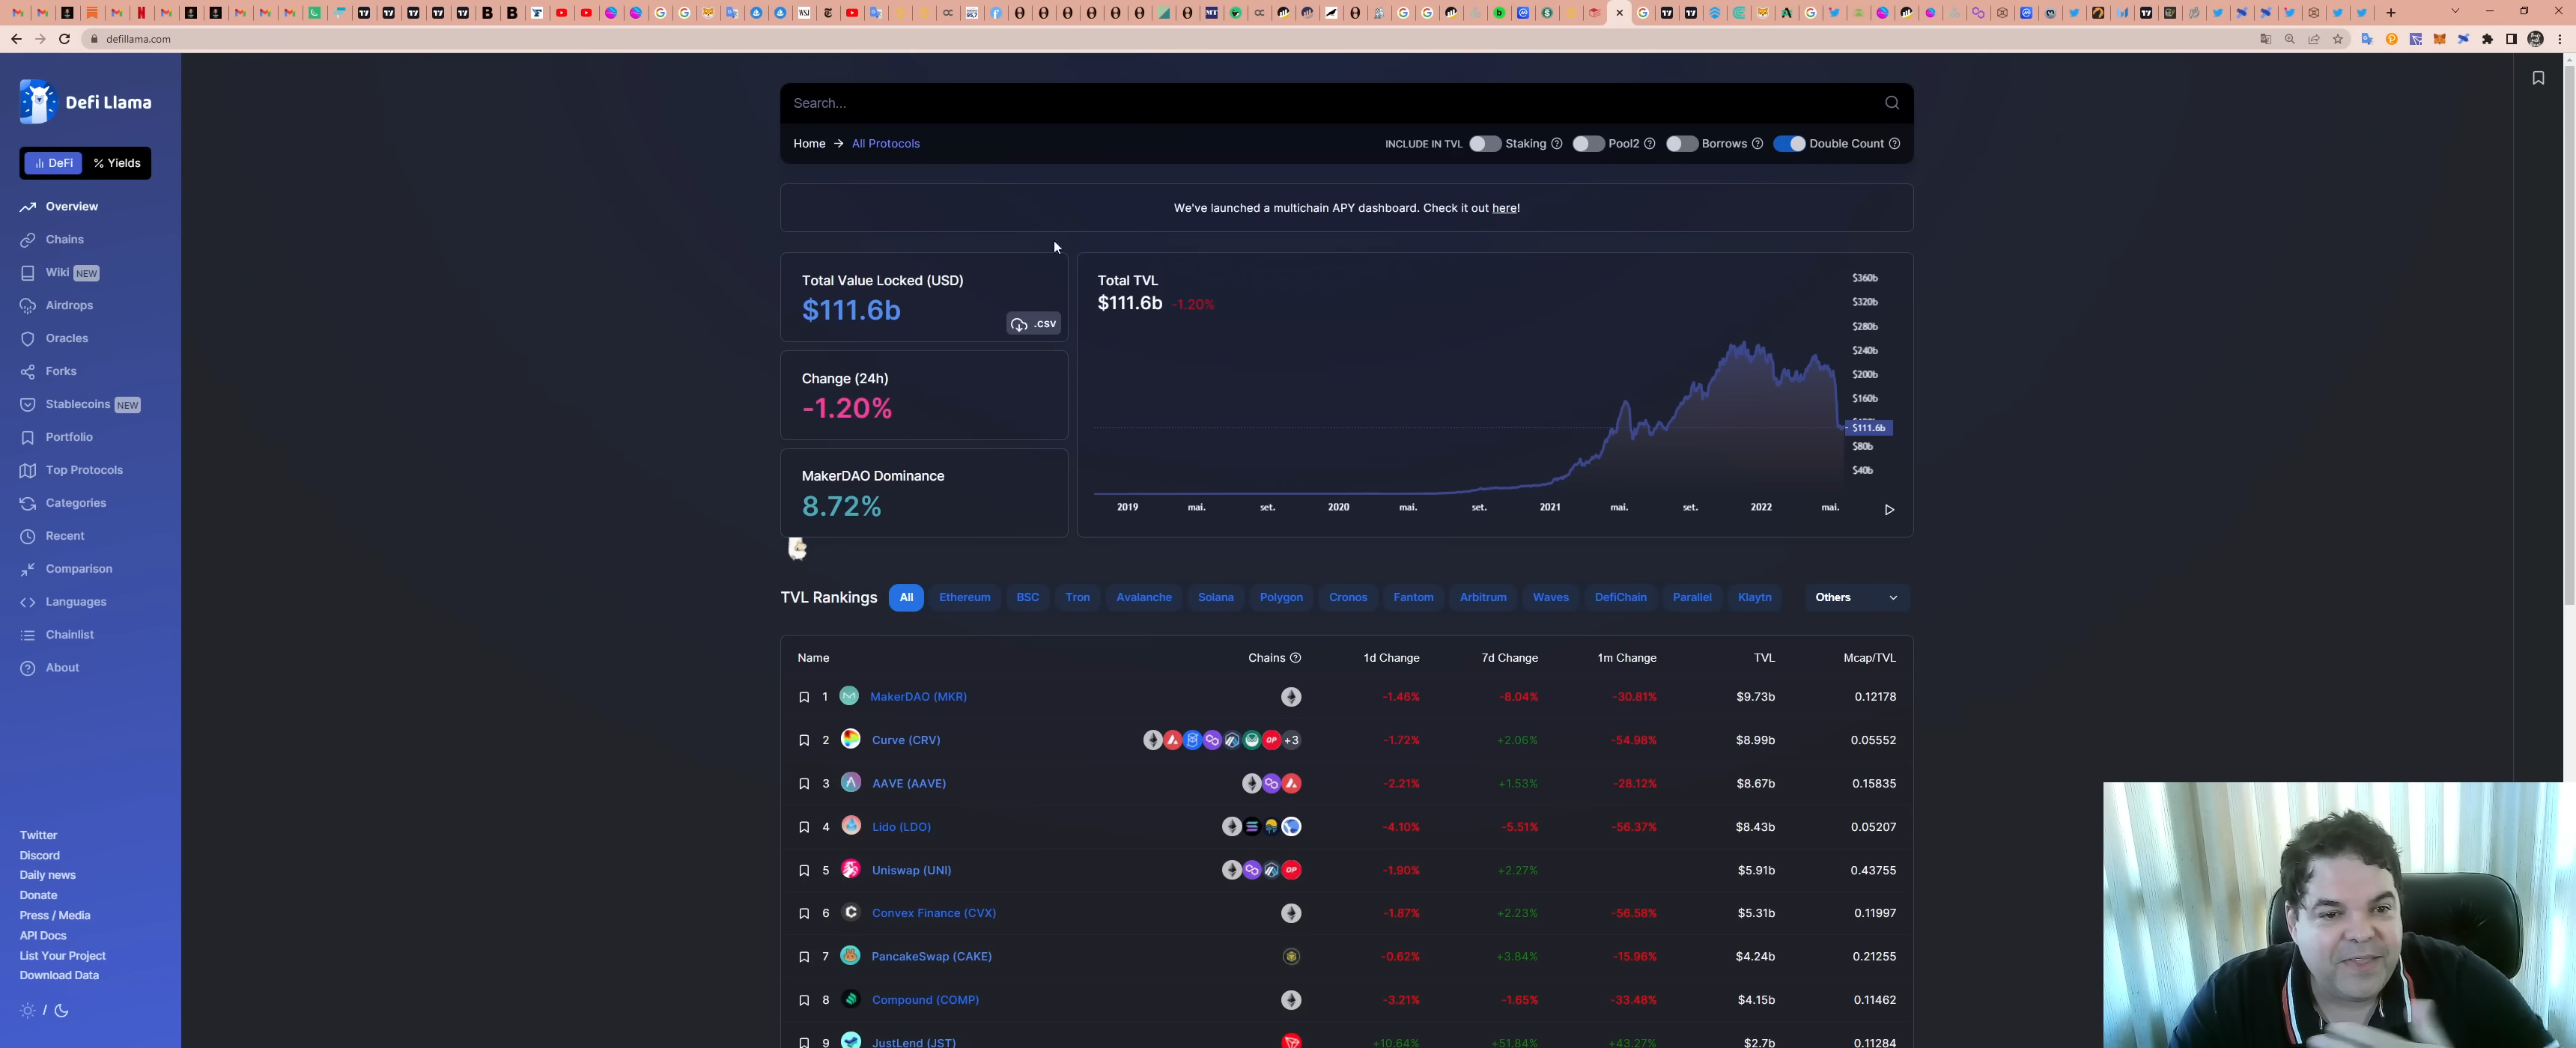 defillama.com
Defi Llama
DeFi % Yields
Overview
Chains
Wiki NEW
Airdrops
Oracles
Forks
Stablecoins NEW
Portfolio
Top Protocols
Categories
Recent
Comparison
Languages
Chainlist
About
Twitter
Discord
Daily news
Donate
Press / Media
API Docs
List Your Project
Download Data
/
Search...
Home → All Protocols INCLUDE IN TVL Staking Pool2 Borrows Double Count
We've launched a multichain APY dashboard. Check it out here!
Total Value Locked (USD)
$111.6b
.csv
Change (24h)
-1.20%
MakerDAO Dominance
8.72%
Total TVL
$111.6b -1.20%
$360b
$320b
$280b
$240b
$200b
$160b
$111.6b
$80b
$40b
2019 mai. set. 2020 mai. set. 2021 mai. set. 2022 mai.
TVL Rankings All Ethereum BSC Tron Avalanche Solana Polygon Cronos Fantom Arbitrum Waves DefiChain Parallel Klaytn Others
Name Chains 1d Change 7d Change 1m Change TVL Mcap/TVL
1 MakerDAO (MKR) -1.46% -8.04% -30.81% $9.73b 0.12178
2 Curve (CRV) OP +3 -1.72% +2.06% -54.98% $8.99b 0.05552
3 AAVE (AAVE) -2.21% +1.53% -28.12% $8.67b 0.15835
4 Lido (LDO) -4.10% -5.51% -56.37% $8.43b 0.05207
5 Uniswap (UNI) OP -1.90% +2.27% $5.91b 0.43755
6 Convex Finance (CVX) -1.87% +2.23% -56.58% $5.31b 0.11997
7 PancakeSwap (CAKE) -0.62% +3.84% -15.96% $4.24b 0.21255
8 Compound (COMP) -3.21% -1.65% -33.48% $4.15b 0.11462
9 JustLend (JST) +10.64% +51.84% +43.27% $2.7b 0.11284